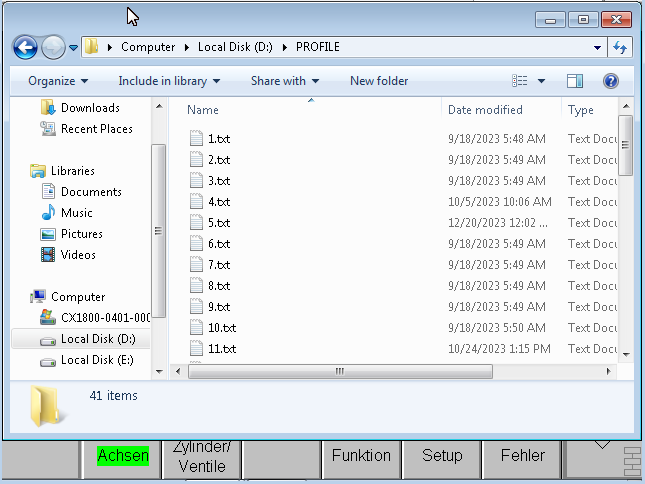 Computer Local Disk (D:) PROFILE
Organize Include in library Share with New folder
Downloads
Recent Places
Libraries
Documents
Music
Pictures
Videos
Computer
CX1800-0401-000
Local Disk (D:)
Local Disk (E:)
Name Date modified Type
1.txt 9/18/2023 5:48 AM Text Docu
2.txt 9/18/2023 5:49 AM Text Docu
3.txt 9/18/2023 5:49 AM Text Docu
4.txt 10/5/2023 10:06 AM Text Docu
5.txt 12/20/2023 12:02 ... Text Docu
6.txt 9/18/2023 5:49 AM Text Docu
7.txt 9/18/2023 5:49 AM Text Docu
8.txt 9/18/2023 5:49 AM Text Docu
9.txt 9/18/2023 5:49 AM Text Docu
10.txt 9/18/2023 5:50 AM Text Docu
11.txt 10/24/2023 1:15 PM Text Docu
41 items
Achsen
Zylinder/
Ventile
Funktion
Setup
Fehler